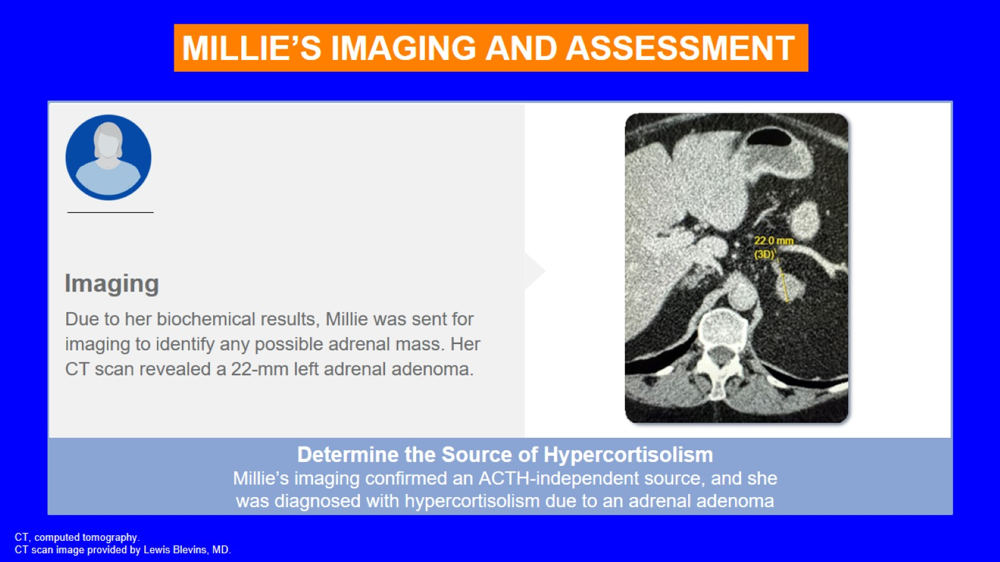 MILLIE’S IMAGING AND ASSESSMENT
Imaging
Due to her biochemical results, Millie was sent for
imaging to identify any possible adrenal mass. Her
CT scan revealed a 22-mm left adrenal adenoma.
22.0 mm
(3D)
Determine the Source of Hypercortisolism
Millie’s imaging confirmed an ACTH-independent source, and she
was diagnosed with hypercortisolism due to an adrenal adenoma
CT, computed tomography.
CT scan image provided by Lewis Blevins, MD.